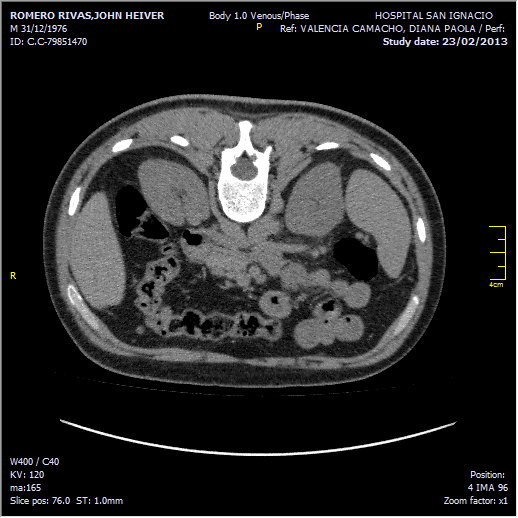 ROMERO RIVAS,JOHN HEIVER
M 31/12/1976
ID: C.C-79851470
Body 1.0 Venous/Phase
P
HOSPITAL SAN IGNACIO
Ref: VALENCIA CAMACHO, DIANA PAOLA / Perf:
Study date: 23/02/2013
R
4cm
W400 / C40
KV: 120
ma:165
Slice pos: 76.0 ST: 1.0mm
Position:
4 IMA 96
Zoom factor: x1